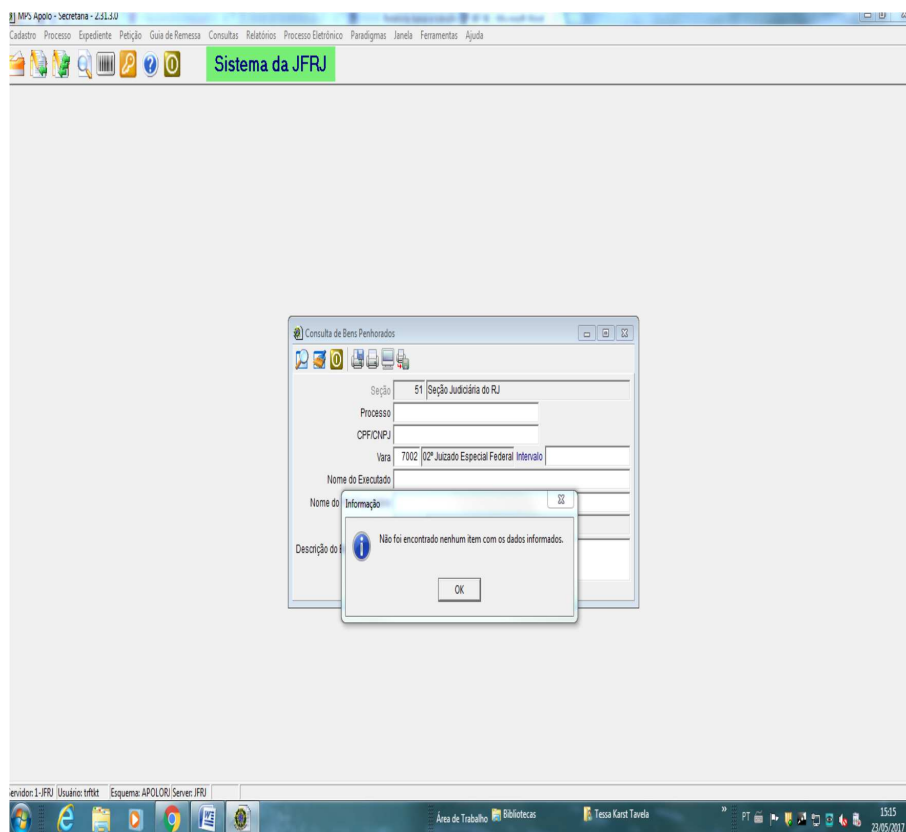 MPS Apolo - Secretaria - 2.31.3.0
Cadastro Processo Expediente Petição Guia de Remessa Consultas Relatórios Processo Eletrônico Paradigmas Janela Ferramentas Ajuda
Sistema da JFRJ
Consulta de Bens Penhorados
Seção 51 Seção Judiciária do RJ
Processo
CPF/CNPJ
Vara 7002 02º Juizado Especial Federal Intervalo
Nome do Executado
Nome do
Informação
Não foi encontrado nenhum item com os dados informados.
Descrição do
OK
Servidor: 1-JFRJ Usuário: trftkt Esquema: APOLORJ Server: JFRJ
Área de Trabalho Bibliotecas Tessa Karst Tavela » PT 15:15
23/05/2017